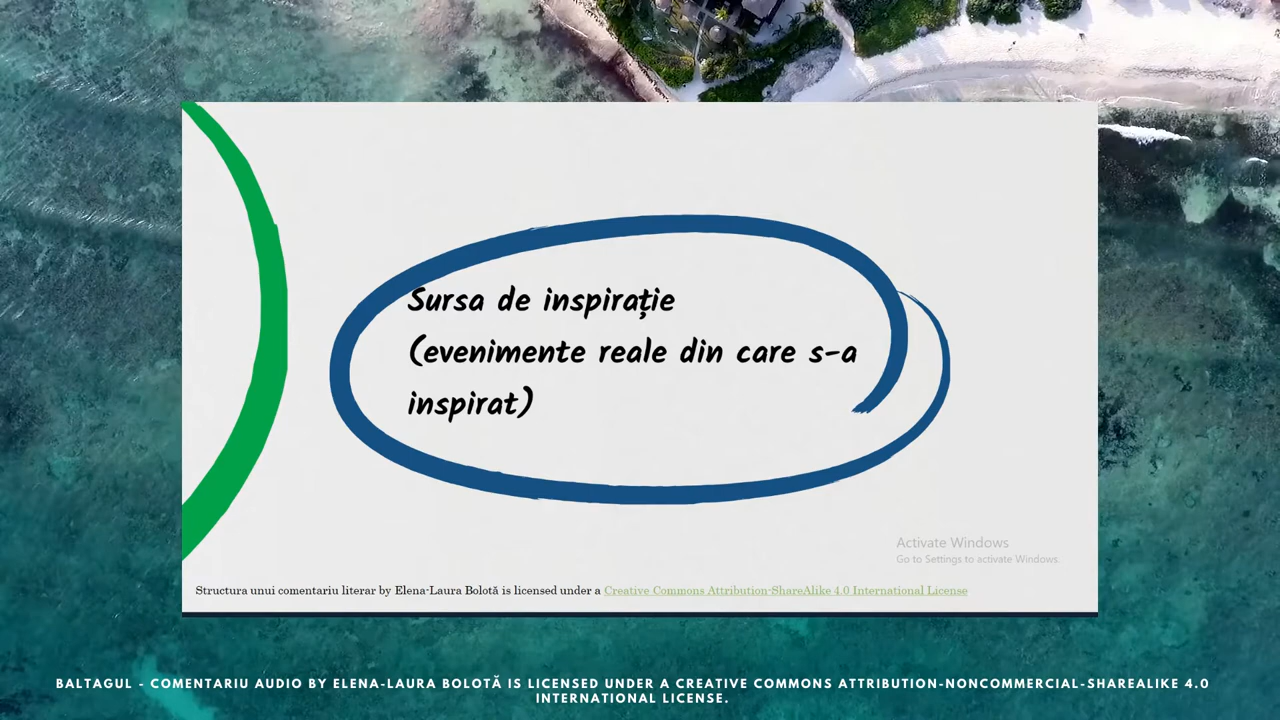 Sursa de inspirație
(evenimente reale din care s-a
inspirat)
Activate Windows
Go to Settings to activate Windows.
Structura unui comentariu literar by Elena-Laura Bolotă is licensed under a Creative Commons Attribution-ShareAlike 4.0 International License
BALTAGUL - COMENTARIU AUDIO BY ELENA-LAURA BOLOTĂ IS LICENSED UNDER A CREATIVE COMMONS ATTRIBUTION-NONCOMMERCIAL-SHAREALIKE 4.0
INTERNATIONAL LICENSE.